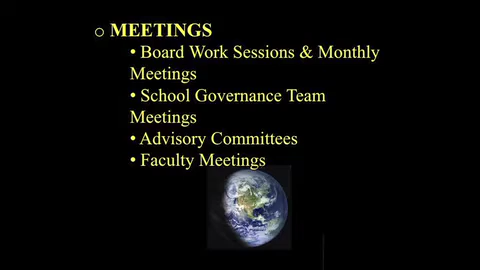 o MEETINGS
• Board Work Sessions & Monthly
Meetings
• School Governance Team
Meetings
• Advisory Committees
• Faculty Meetings